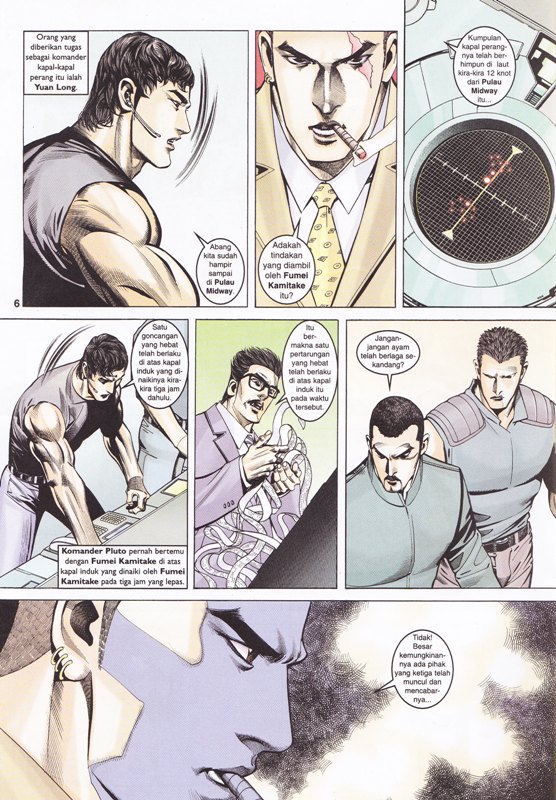 Orang yang
diberikan tugas
sebagai komander
kapal-kapal
perang itu ialah
Yuan Long.
Abang
kita sudah
hampir
sampai
di Pulau
Midway.
Adakah
tindakan
yang diambil
oleh Fumei
Kamitake
itu?
Kumpulan
kapal perang-
nya telah ber-
himpun di laut
kira-kira 12 knot
dari Pulau
Midway
itu...
6
Satu
goncangan
yang hebat
telah berlaku
di atas kapal
induk yang di-
naikinya kira-
kira tiga jam
dahulu.
Komander Pluto pernah bertemu
dengan Fumei Kamitake di atas
kapal induk yang dinaiki oleh Fumei
Kamitake pada tiga jam yang lepas.
Itu
ber-
makna satu
pertarungan
yang hebat
telah berlaku
di atas kapal
induk itu
pada waktu
tersebut.
Jangan-
jangan ayam
telah berlaga se-
kandang?
Tidak!
Besar
kemungkinan-
nya ada pihak
yang ketiga telah
muncul dan
mencabar-
nya...